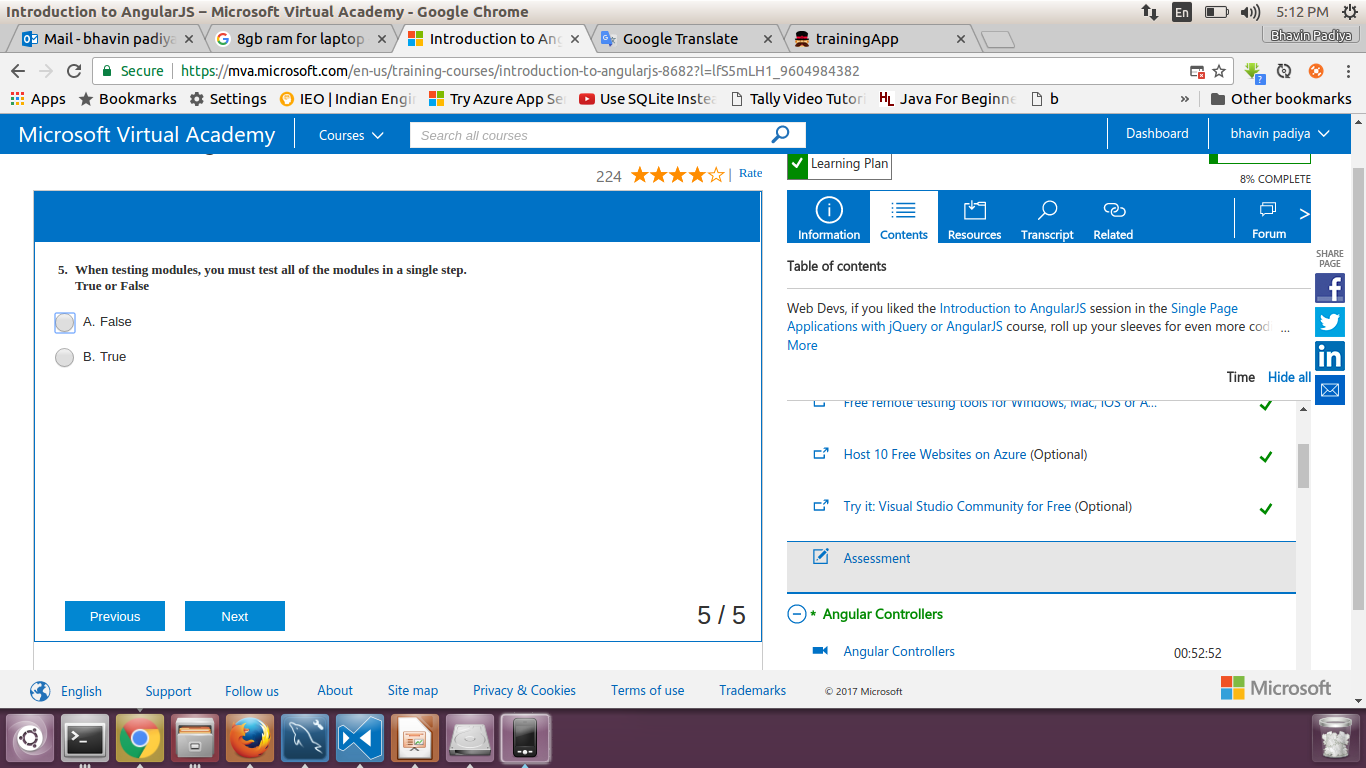 Introduction to AngularJS – Microsoft Virtual Academy - Google Chrome
En
5:12 PM
Mail - bhavin padiya
8gb ram for laptop
Introduction to Ang
Google Translate
trainingApp
Bhavin Padiya
Secure
https://mva.microsoft.com/en-us/training-courses/introduction-to-angularjs-8682?l=lfS5mLH1_9604984382
Apps
Bookmarks
Settings
IEO | Indian Engi
Try Azure App Se
Use SQLite Instea
Tally Video Tutori
HL Java For Beginne
b
»
Other bookmarks
Microsoft Virtual Academy
Courses
Search all courses
Dashboard
bhavin padiya
224
| Rate
Learning Plan
8% COMPLETE
Information
Contents
Resources
Transcript
Related
Forum
>
SHARE
PAGE
5. When testing modules, you must test all of the modules in a single step.
True or False
A. False
B. True
Previous
Next
5 / 5
Table of contents
Web Devs, if you liked the Introduction to AngularJS session in the Single Page
Applications with jQuery or AngularJS course, roll up your sleeves for even more cod ...
More
Time
Hide all
Free remote testing tools for Windows, Mac, iOS or A...
Host 10 Free Websites on Azure (Optional)
Try it: Visual Studio Community for Free (Optional)
Assessment
* Angular Controllers
Angular Controllers
00:52:52
English
Support
Follow us
About
Site map
Privacy & Cookies
Terms of use
Trademarks
© 2017 Microsoft
Microsoft